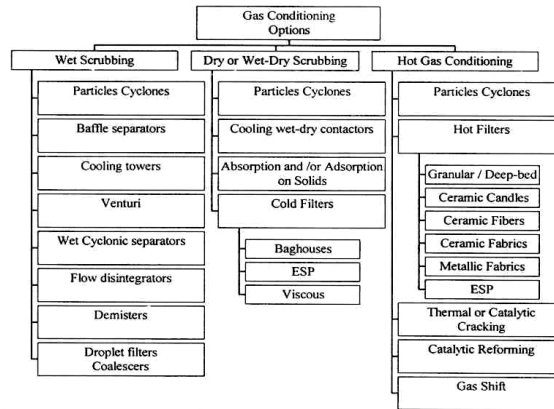 Gas Conditioning
Options
Wet Scrubbing
Dry or Wet-Dry Scrubbing
Hot Gas Conditioning
Particles Cyclones
Baffle separators
Cooling towers
Venturi
Wet Cyclonic separators
Flow disintegrators
Demisters
Droplet filters
Coalescers
Particles Cyclones
Cooling wet-dry contactors
Absorption and /or Adsorption
on Solids
Cold Filters
Baghouses
ESP
Viscous
Particles Cyclones
Hot Filters
Granular / Deep-bed
Ceramic Candles
Ceramic Fibers
Ceramic Fabrics
Metallic Fabrics
ESP
Thermal or Catalytic
Cracking
Catalytic Reforming
Gas Shift